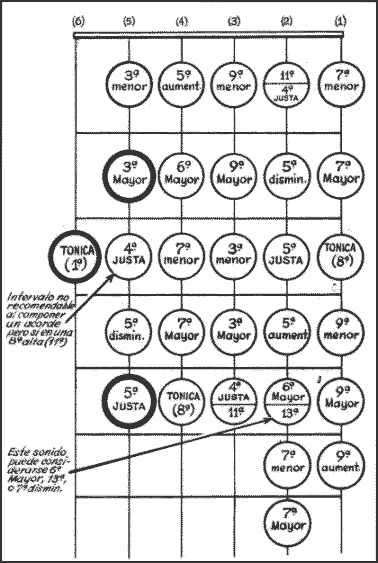 (6) (5) (4) (3) (2) (1)
3ª menor
5ª aument.
9ª menor
11ª
4ª JUSTA
7ª menor
3ª Mayor
6ª Mayor
9ª Mayor
5ª dismin.
7ª Mayor
TONICA (1ª)
4ª JUSTA
7ª menor
3ª menor
5ª JUSTA
TONICA (8ª)
Intervalo no
recomendable
al componer
un acorde
pero sí en una
8ª alta (11ª)
5ª dismin.
7ª Mayor
3ª Mayor
5ª aument
9ª menor
5ª JUSTA
TONICA (8ª)
4ª JUSTA
11ª
6ª Mayor
13ª
9ª Mayor
Este sonido
puede consi-
derarse 6ª
Mayor, 13ª,
o 7ª dismin.
7ª menor
9ª aument.
7ª Mayor